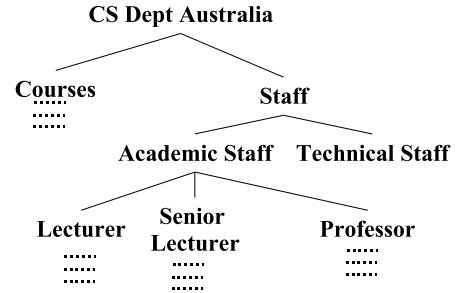 CS Dept Australia
Courses
Staff
Academic Staff
Technical Staff
Lecturer
Senior
Lecturer
Professor